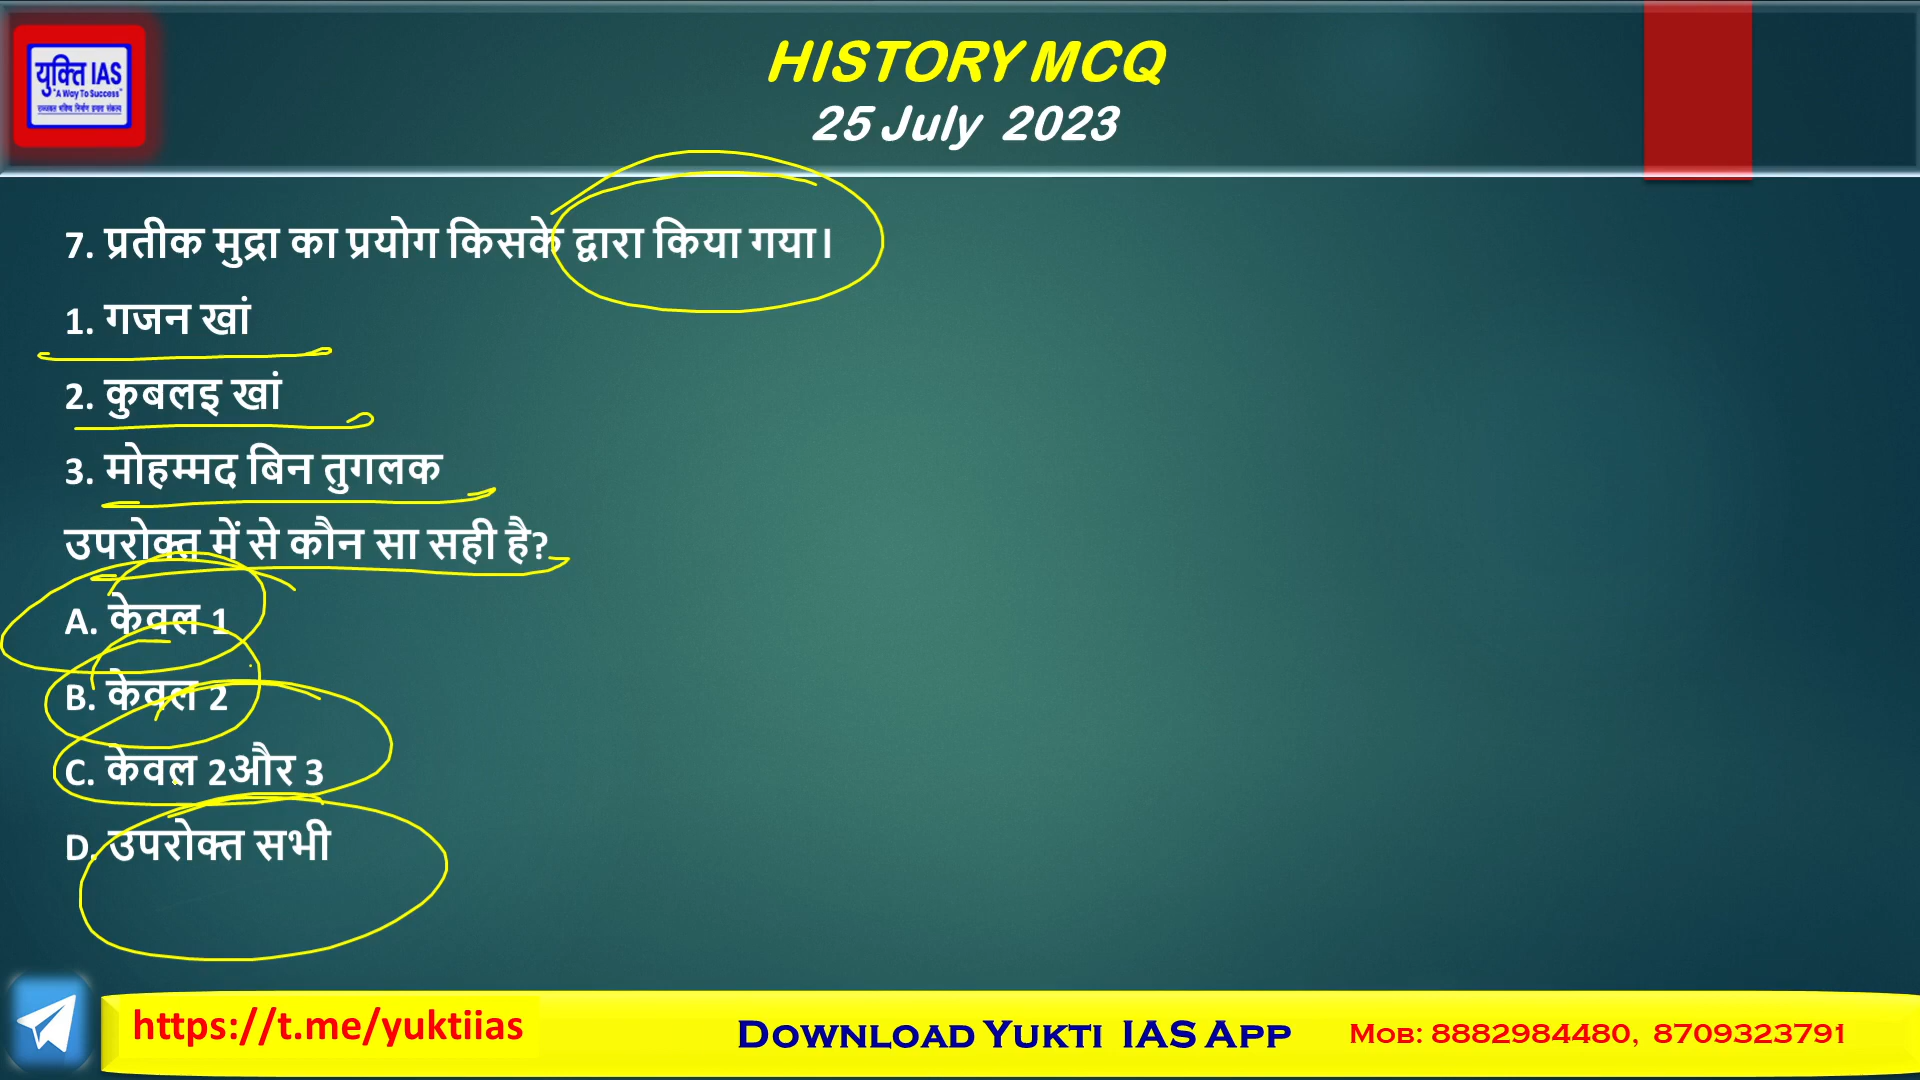 युक्ति IAS
"A Way To Success"
HISTORY MCQ
25 July 2023
7. प्रतीक मुद्रा का प्रयोग किसके द्वारा किया गया।
1. गजन खां
2. कुबलइ खां
3. मोहम्मद बिन तुगलक
उपरोक्त में से कौन सा सही है?
A. केवल 1
B. केवल 2
C. केवल 2और 3
D. उपरोक्त सभी
https://t.me/yuktiias
Download Yukti IAS App
Mob: 8882984480, 8709323791